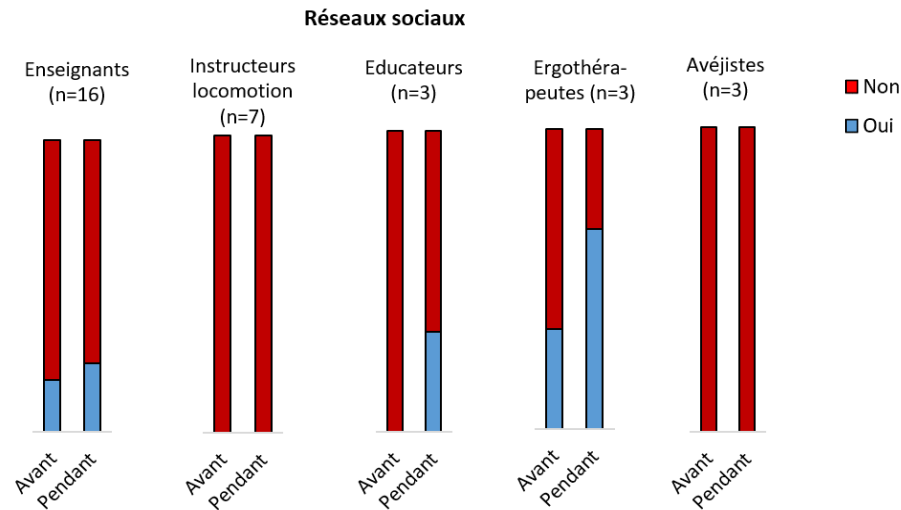 Réseaux sociaux
Enseignants
(n=16)
Instructeurs
locomotion
(n=7)
Educateurs
(n=3)
Ergothéra-
peutes (n=3)
Avéjistes
(n=3)
Non
Oui
Avant
Pendant
Avant
Pendant
Avant
Pendant
Avant
Pendant
Avant
Pendant